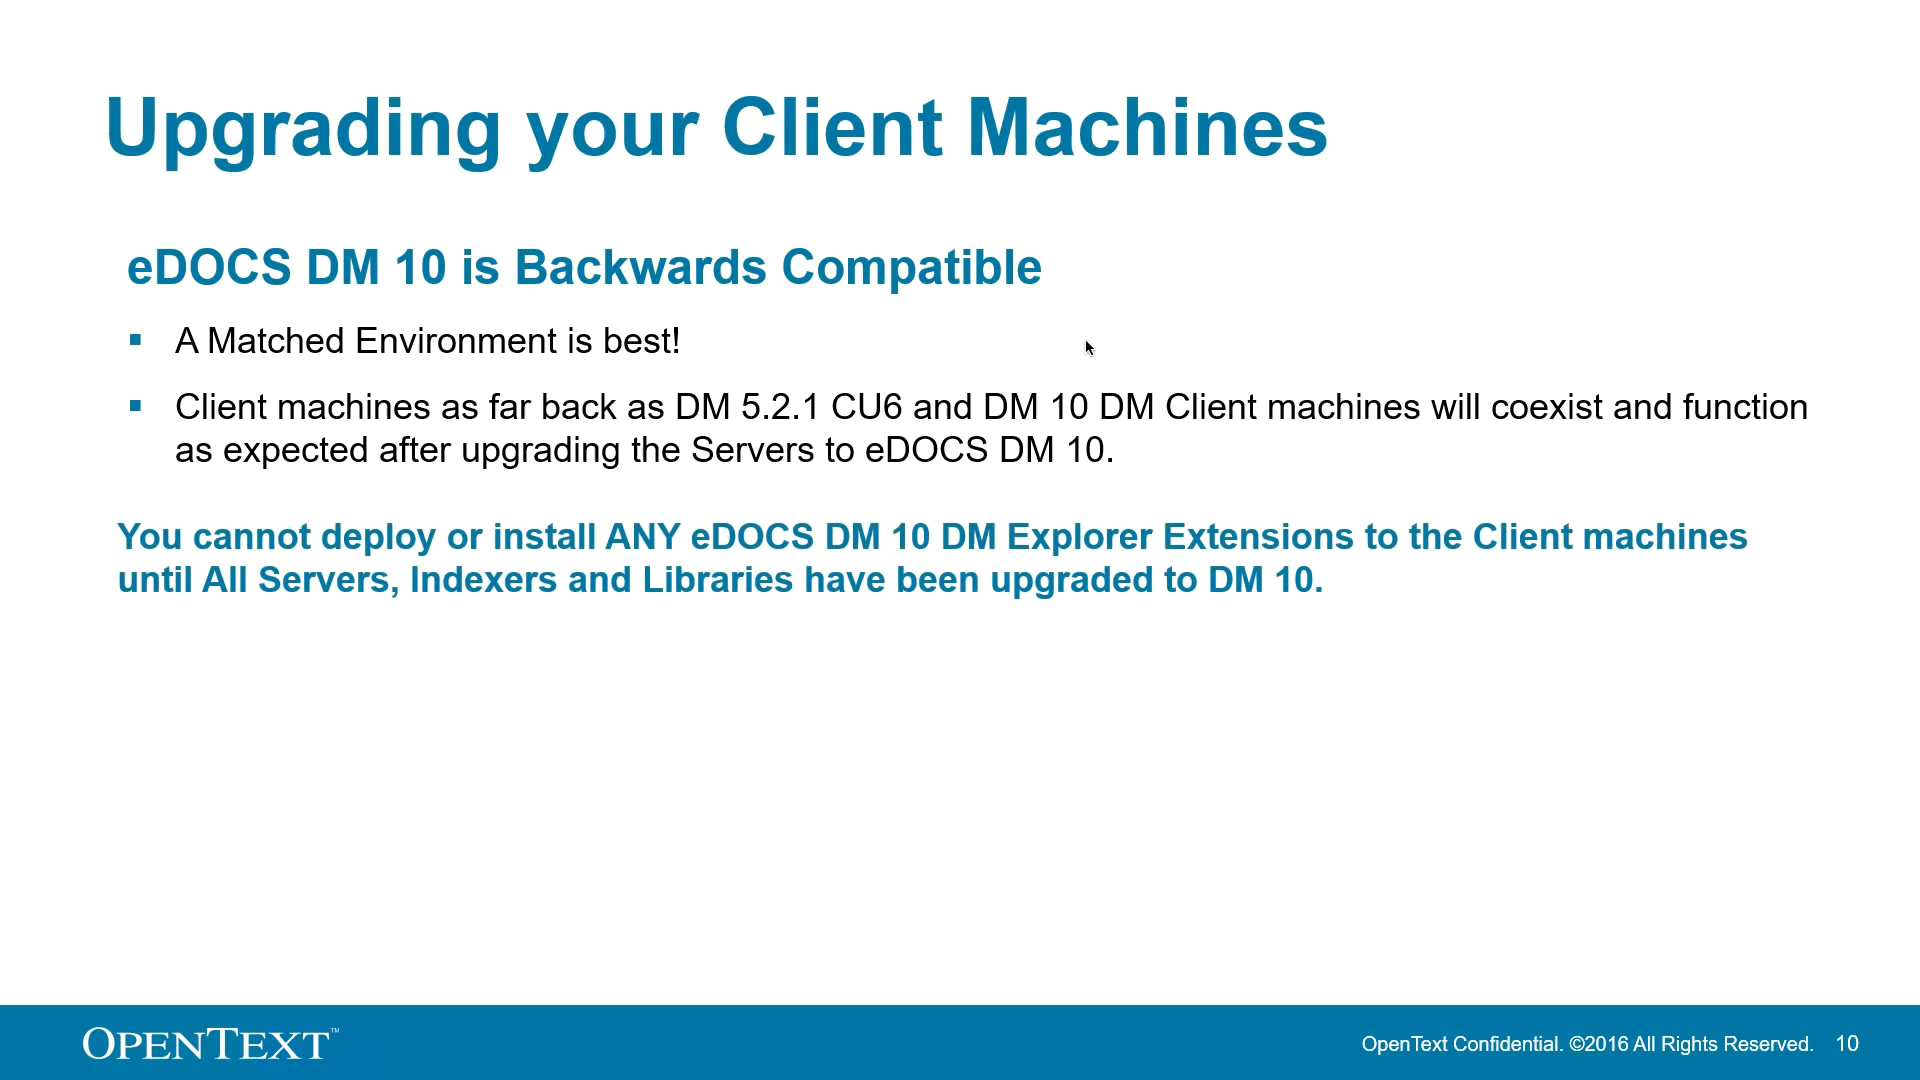 Upgrading your Client Machines
eDOCS DM 10 is Backwards Compatible
▪ A Matched Environment is best!
▪ Client machines as far back as DM 5.2.1 CU6 and DM 10 DM Client machines will coexist and function
as expected after upgrading the Servers to eDOCS DM 10.
You cannot deploy or install ANY eDOCS DM 10 DM Explorer Extensions to the Client machines
until All Servers, Indexers and Libraries have been upgraded to DM 10.
OPENTEXT™
OpenText Confidential. ©2016 All Rights Reserved. 10